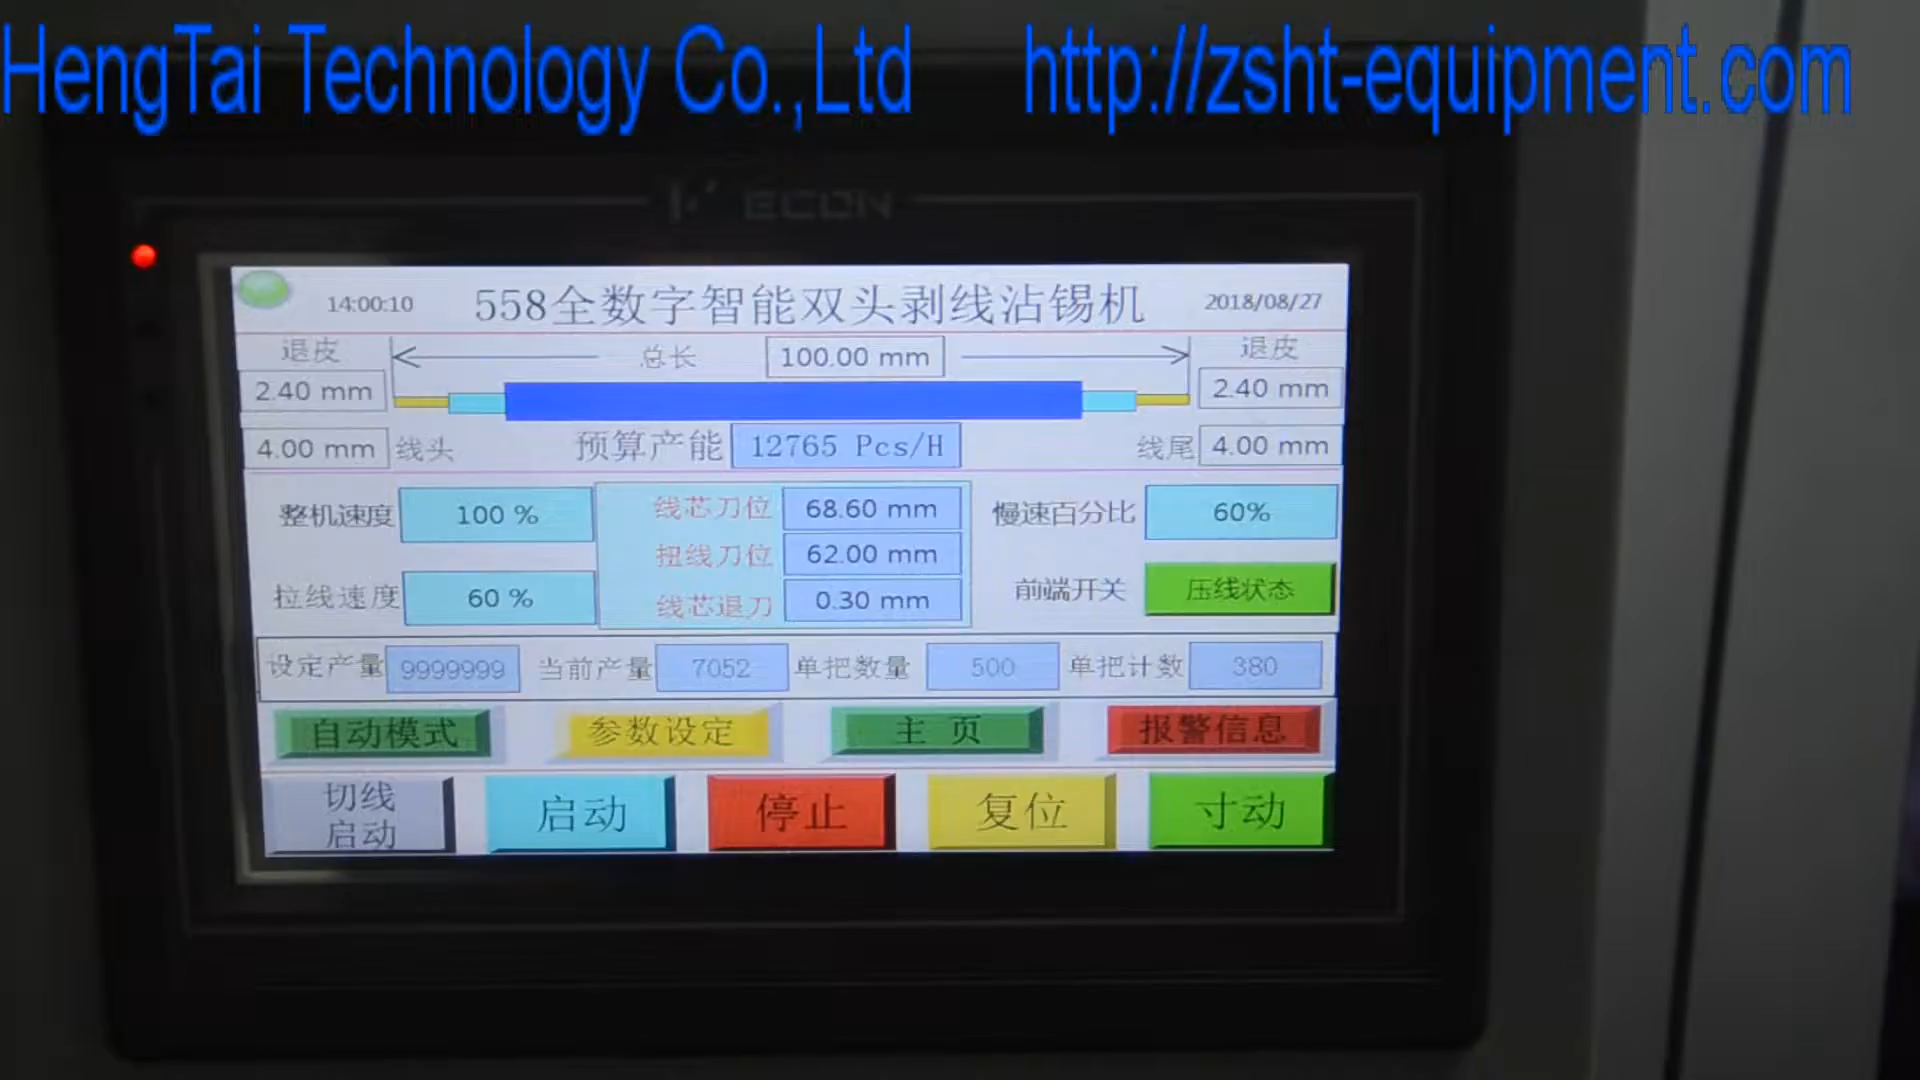 HengTai Technology Co.,Ltd http://zsht-equipment.com
ECON
14:00:10 558全数字智能双头剥线沾锡机 2018/08/27
退皮 总长 100.00 mm 退皮
2.40 mm 2.40 mm
4.00 mm 线头 预算产能 12765 Pcs/H 线尾 4.00 mm
整机速度 100 % 线芯刀位 68.60 mm 慢速百分比 60%
扭线刀位 62.00 mm
拉线速度 60 % 线芯退刀 0.30 mm 前端开关 压线状态
设定产量 9999999 当前产量 7052 单把数量 500 单把计数 380
自动模式 参数设定 主 页 报警信息
切线
启动 启动 停止 复位 寸动